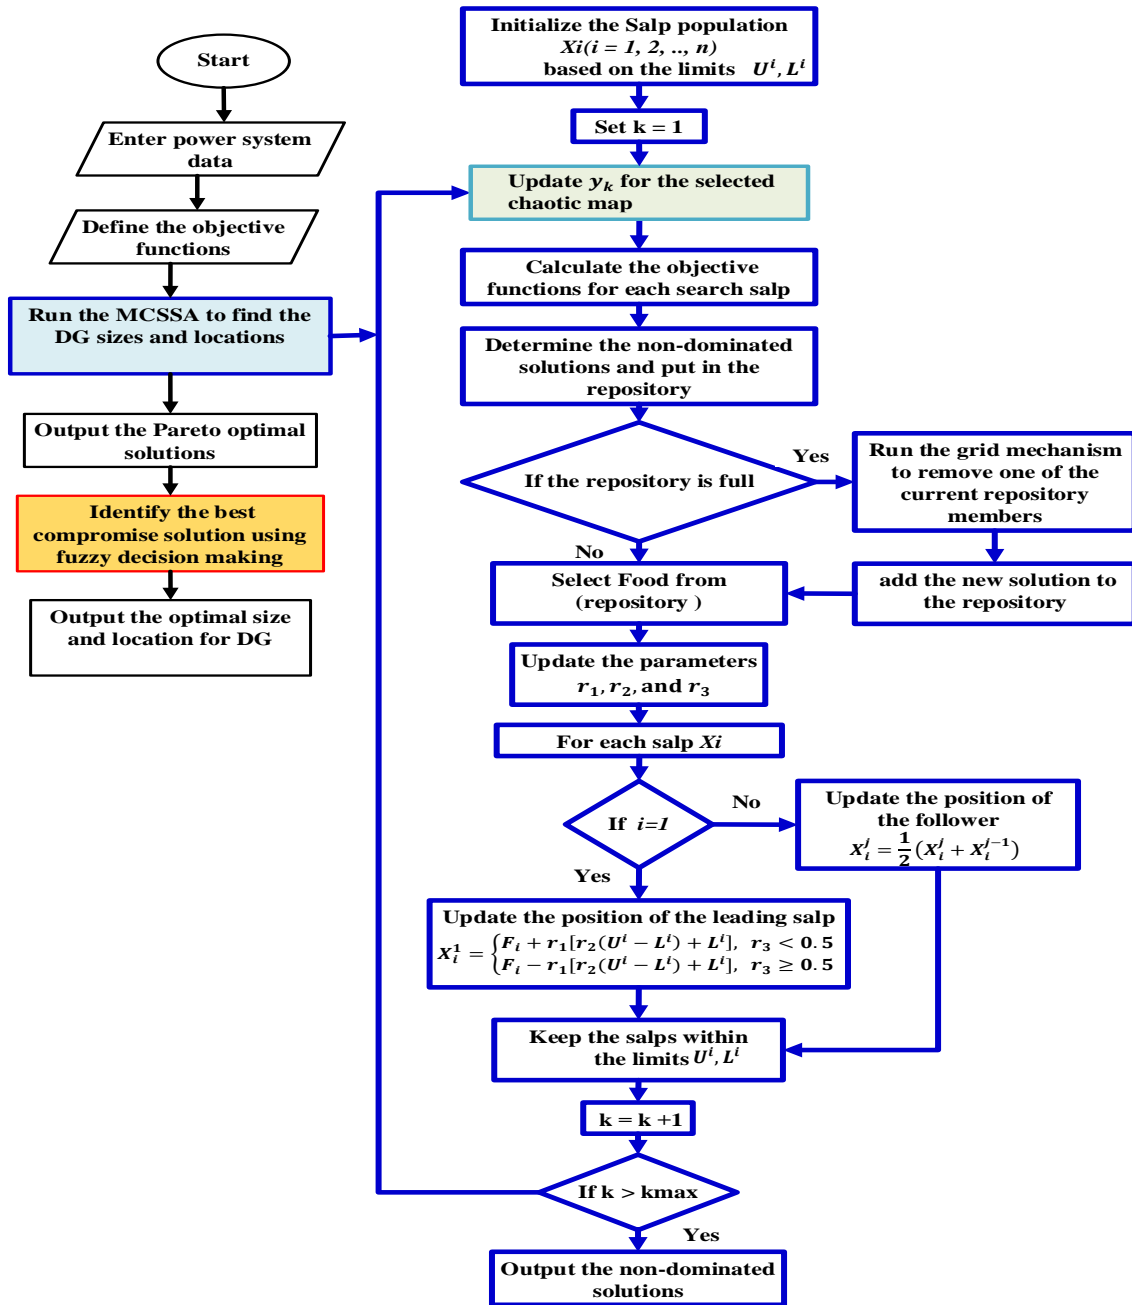 Start
Enter power system
data
Define the objective
functions
Run the MCSSA to find the
DG sizes and locations
Output the Pareto optimal
solutions
Identify the best
compromise solution using
fuzzy decision making
Output the optimal size
and location for DG
Initialize the Salp population
Xi(i = 1, 2, .., n)
based on the limits U^i, L^i
Set k = 1
Update y_k for the selected
chaotic map
Calculate the objective
functions for each search salp
Determine the non-dominated
solutions and put in the
repository
If the repository is full
Yes
Run the grid mechanism
to remove one of the
current repository
members
add the new solution to
the repository
No
Select Food from
(repository )
Update the parameters
r_1, r_2, and r_3
For each salp Xi
If i=1
No
Update the position of
the follower
X_i^j = 1/2 (X_i^j + X_i^{j-1})
Yes
Update the position of the leading salp
X_i^1 = { F_i + r_1[r_2(U^i − L^i) + L^i], r_3 < 0.5
F_i − r_1[r_2(U^i − L^i) + L^i], r_3 ≥ 0.5
Keep the salps within
the limits U^i, L^i
k = k +1
If k > kmax
Yes
Output the non-dominated
solutions